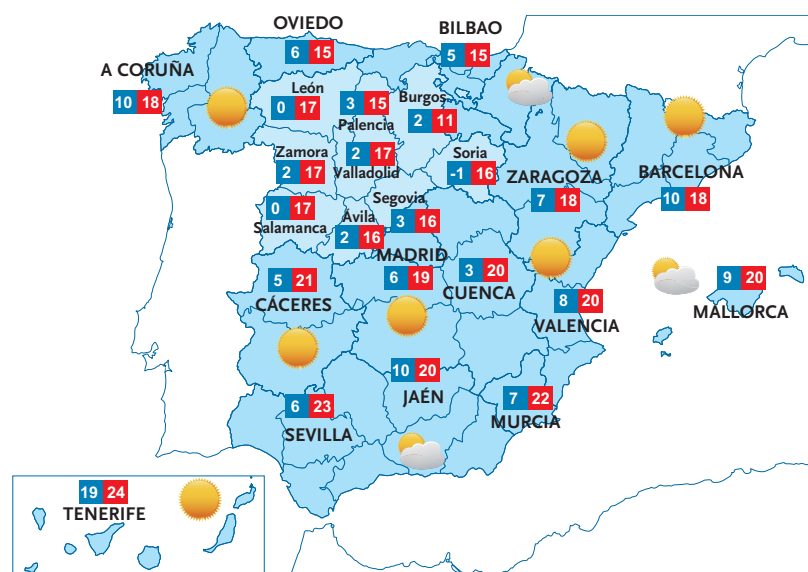 OVIEDO
6 15
BILBAO
5 15
A CORUÑA
10 18
León
0 17
3 15
Palencia
Burgos
2 11
Zamora
2 17
2 17
Valladolid
Soria
-1 16
ZARAGOZA
7 18
BARCELONA
10 18
0 17
Salamanca
Ávila
2 16
Segovia
3 16
MADRID
6 19
3 20
CUENCA
5 21
CÁCERES
8 20
VALENCIA
9 20
MALLORCA
10 20
JAÉN
7 22
MURCIA
6 23
SEVILLA
19 24
TENERIFE